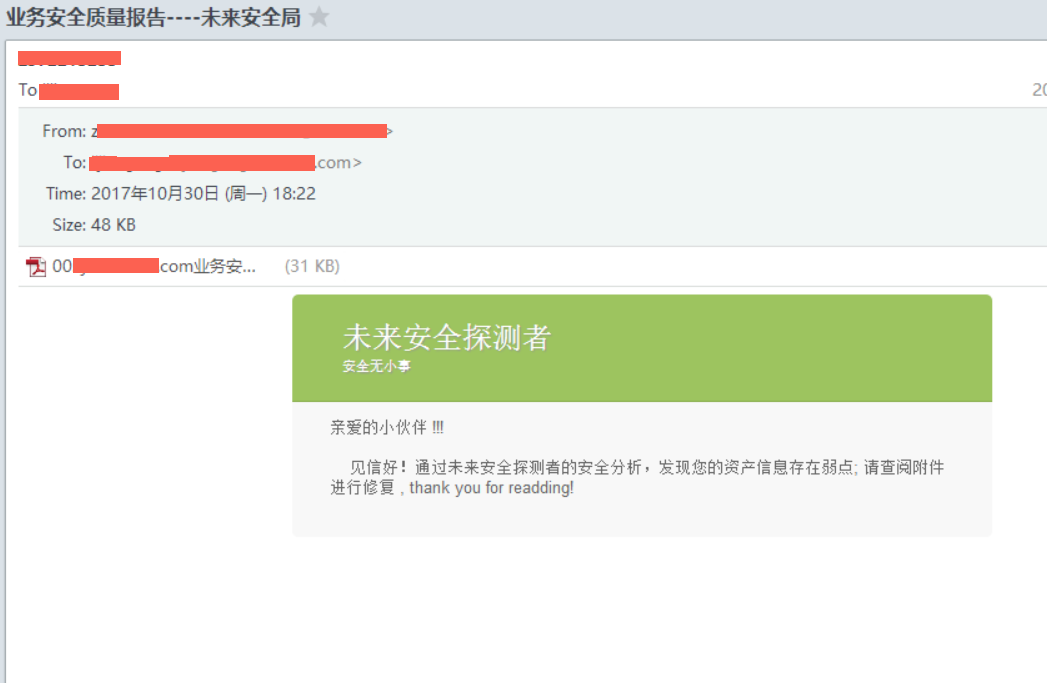 业务安全质量报告----未来安全局
To
20
From: z >
To: .com>
Time: 2017年10月30日 (周一) 18:22
Size: 48 KB
00 com业务安... (31 KB)
未来安全探测者
安全无小事
亲爱的小伙伴 !!!
见信好！通过未来安全探测者的安全分析，发现您的资产信息存在弱点; 请查阅附件
进行修复 , thank you for readding!